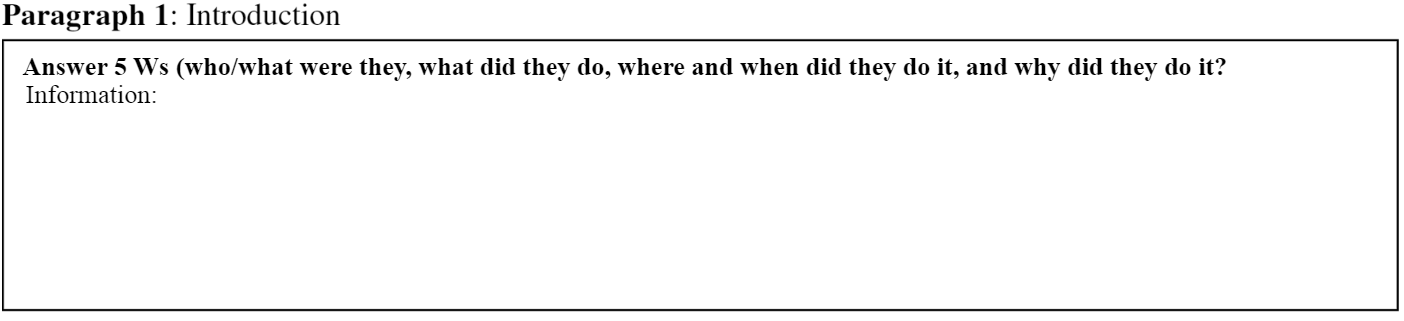 Paragraph 1: Introduction
Answer 5 Ws (who/what were they, what did they do, where and when did they do it, and why did they do it?
Information: